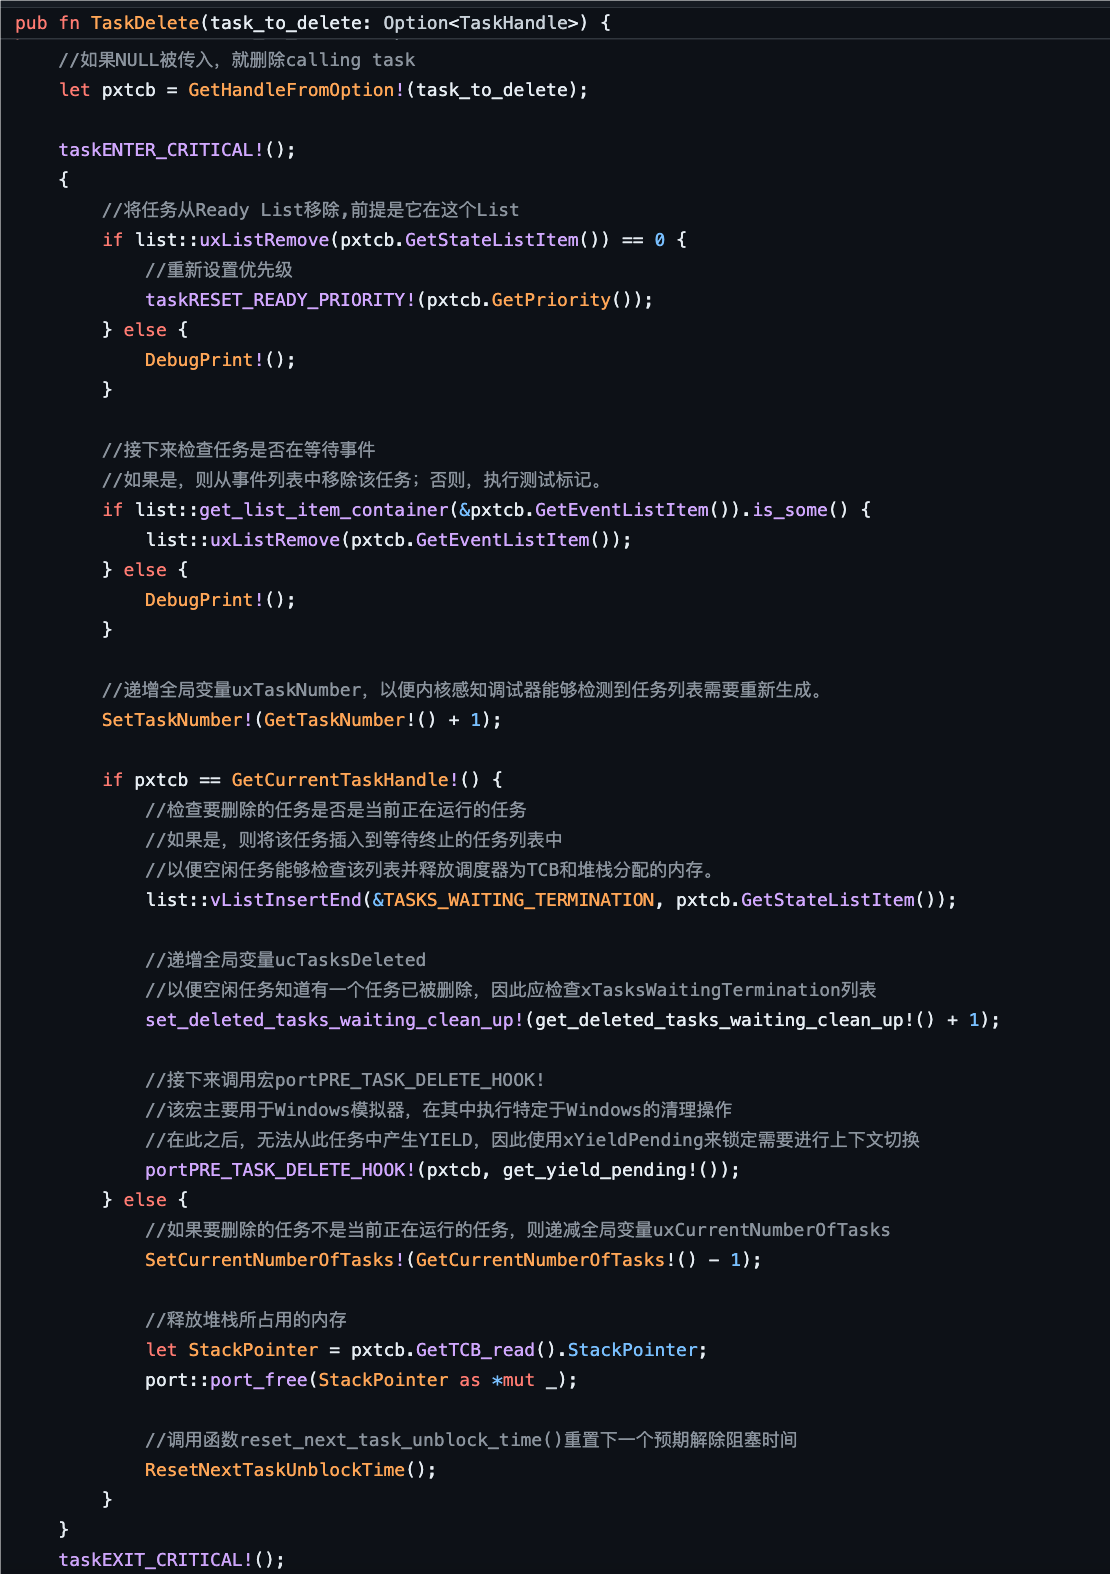 pub fn TaskDelete(task_to_delete: Option<TaskHandle>) {
    //如果NULL被传入，就删除calling task
    let pxtcb = GetHandleFromOption!(task_to_delete);

    taskENTER_CRITICAL!();
    {
        //将任务从Ready List移除,前提是它在这个List
        if list::uxListRemove(pxtcb.GetStateListItem()) == 0 {
            //重新设置优先级
            taskRESET_READY_PRIORITY!(pxtcb.GetPriority());
        } else {
            DebugPrint!();
        }

        //接下来检查任务是否在等待事件
        //如果是，则从事件列表中移除该任务；否则，执行测试标记。
        if list::get_list_item_container(&pxtcb.GetEventListItem()).is_some() {
            list::uxListRemove(pxtcb.GetEventListItem());
        } else {
            DebugPrint!();
        }

        //递增全局变量uxTaskNumber，以便内核感知调试器能够检测到任务列表需要重新生成。
        SetTaskNumber!(GetTaskNumber!() + 1);

        if pxtcb == GetCurrentTaskHandle!() {
            //检查要删除的任务是否是当前正在运行的任务
            //如果是，则将该任务插入到等待终止的任务列表中
            //以便空闲任务能够检查该列表并释放调度器为TCB和堆栈分配的内存。
            list::vListInsertEnd(&TASKS_WAITING_TERMINATION, pxtcb.GetStateListItem());

            //递增全局变量ucTasksDeleted
            //以便空闲任务知道有一个任务已被删除，因此应检查xTasksWaitingTermination列表
            set_deleted_tasks_waiting_clean_up!(get_deleted_tasks_waiting_clean_up!() + 1);

            //接下来调用宏portPRE_TASK_DELETE_HOOK!
            //该宏主要用于Windows模拟器，在其中执行特定于Windows的清理操作
            //在此之后，无法从此任务中产生YIELD，因此使用xYieldPending来锁定需要进行上下文切换
            portPRE_TASK_DELETE_HOOK!(pxtcb, get_yield_pending!());
        } else {
            //如果要删除的任务不是当前正在运行的任务，则递减全局变量uxCurrentNumberOfTasks
            SetCurrentNumberOfTasks!(GetCurrentNumberOfTasks!() - 1);

            //释放堆栈所占用的内存
            let StackPointer = pxtcb.GetTCB_read().StackPointer;
            port::port_free(StackPointer as *mut _);

            //调用函数reset_next_task_unblock_time()重置下一个预期解除阻塞时间
            ResetNextTaskUnblockTime();
        }
    }
    taskEXIT_CRITICAL!();